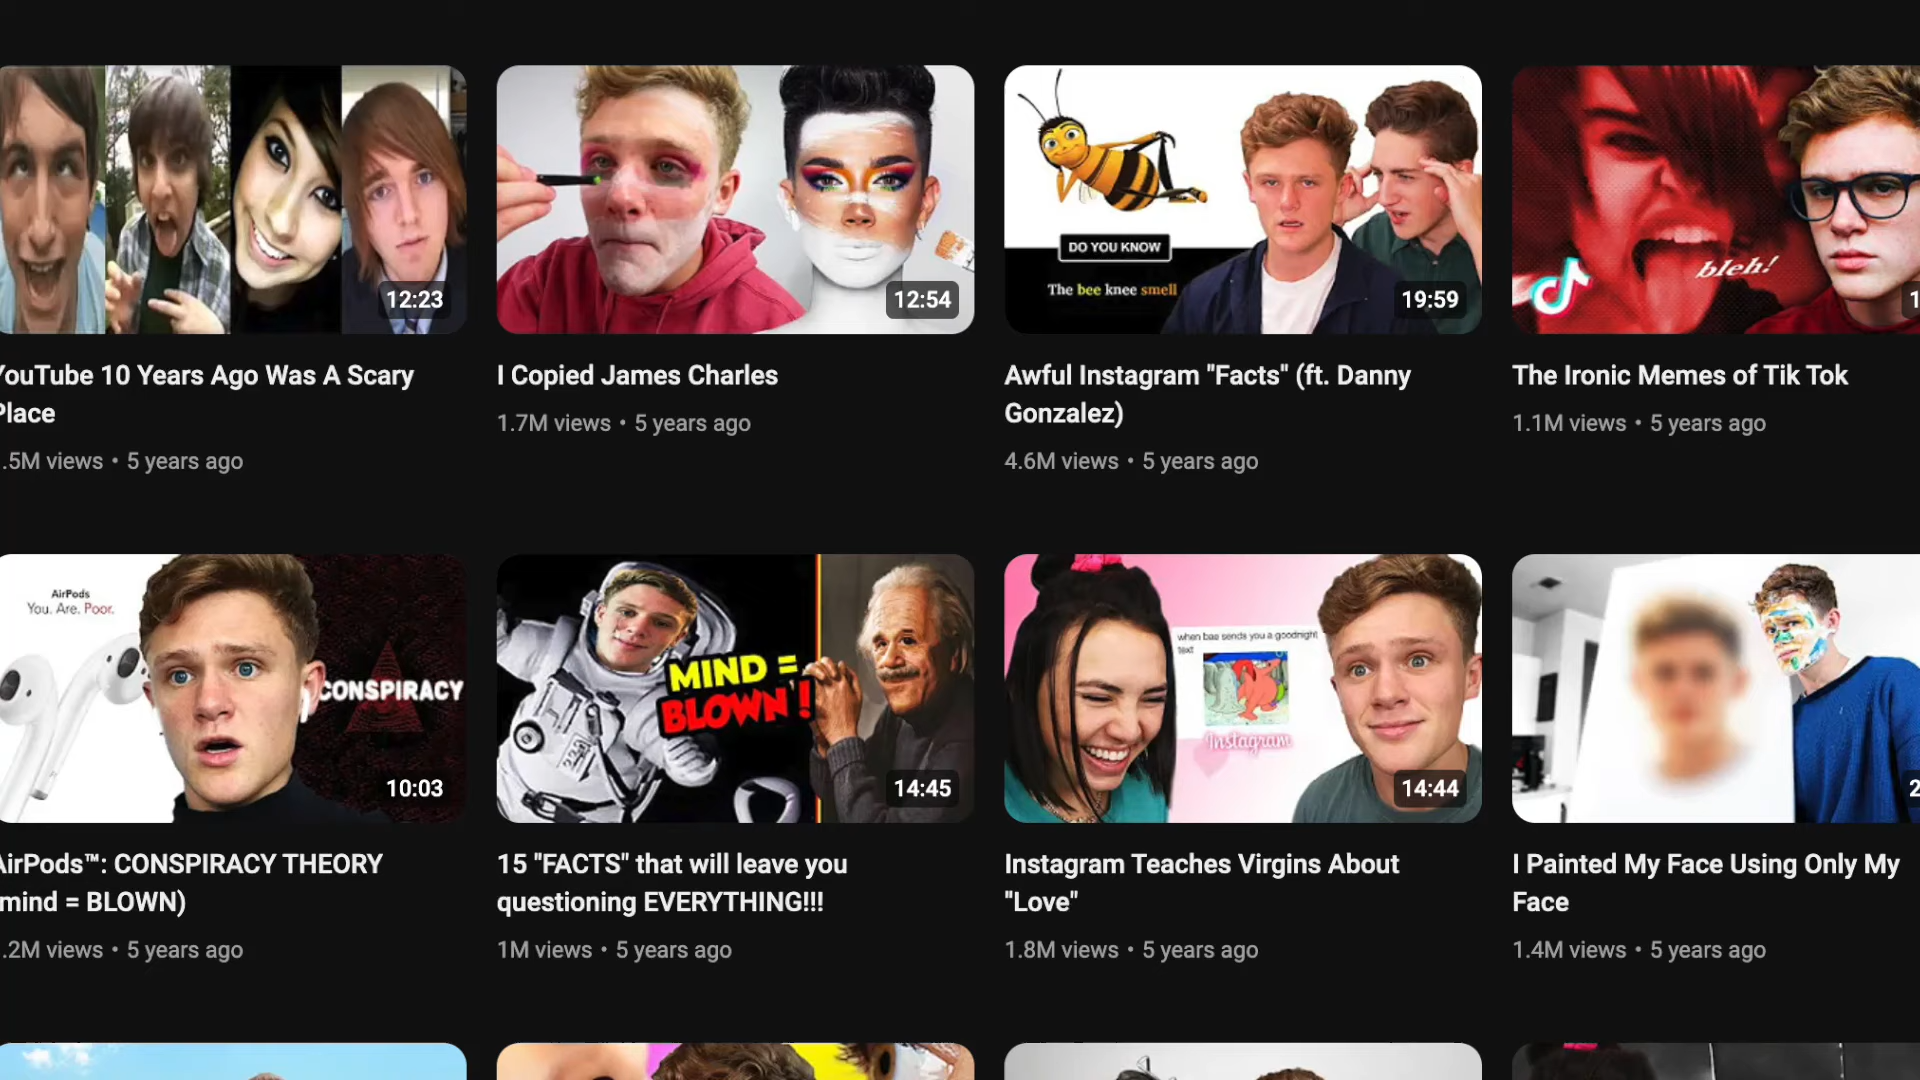 12:23
12:54
DO YOU KNOW
The bee knee smell
19:59
bleh!
YouTube 10 Years Ago Was A Scary
Place
.5M views • 5 years ago
I Copied James Charles
1.7M views • 5 years ago
Awful Instagram "Facts" (ft. Danny
Gonzalez)
4.6M views • 5 years ago
The Ironic Memes of Tik Tok
1.1M views • 5 years ago
AirPods
You. Are. Poor.
CONSPIRACY
10:03
MIND =
BLOWN!
14:45
when bae sends you a goodnight
text
Instagram
14:44
AirPods™: CONSPIRACY THEORY
mind = BLOWN)
.2M views • 5 years ago
15 "FACTS" that will leave you
questioning EVERYTHING!!!
1M views • 5 years ago
Instagram Teaches Virgins About
"Love"
1.8M views • 5 years ago
I Painted My Face Using Only My
Face
1.4M views • 5 years ago